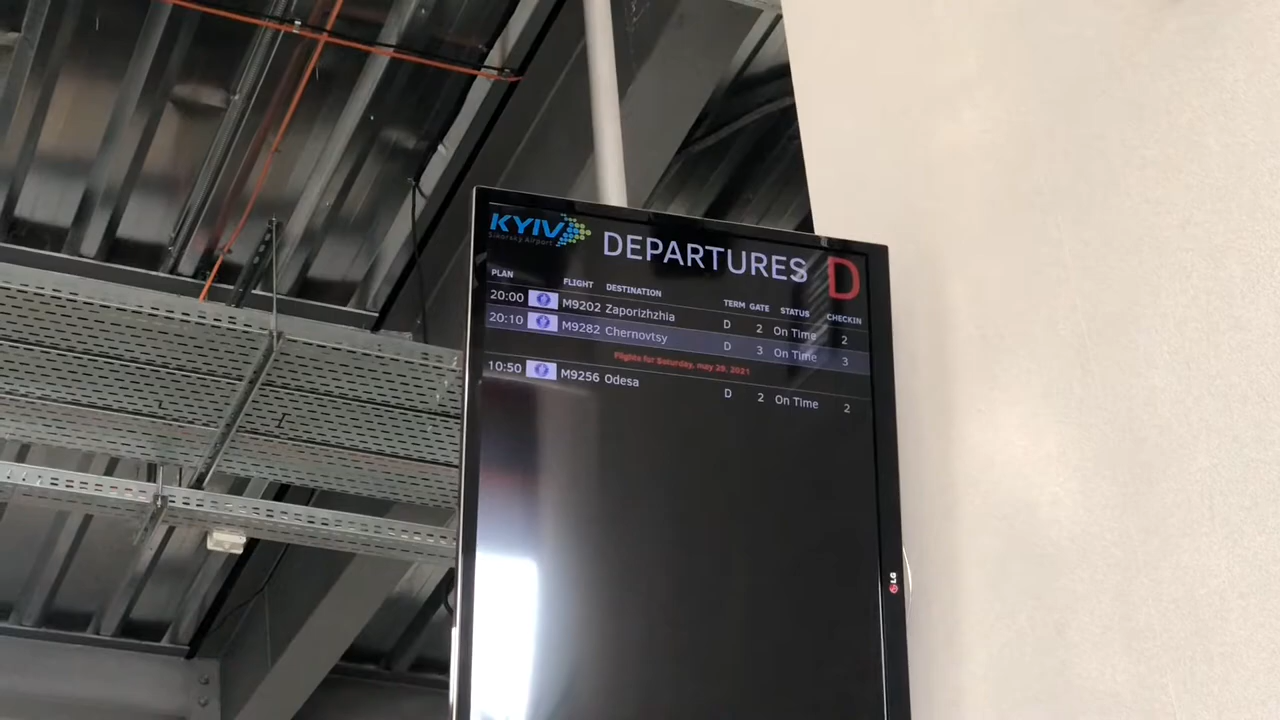 KYIV
Sikorsky Airport
DEPARTURES D
PLAN FLIGHT DESTINATION TERM GATE STATUS CHECKIN
20:00 M9202 Zaporizhzhia D 2 On Time 2
20:10 M9282 Chernovtsy D 3 On Time 3
Flights for Saturday, may 29, 2021
10:50 M9256 Odesa D 2 On Time 2
LG